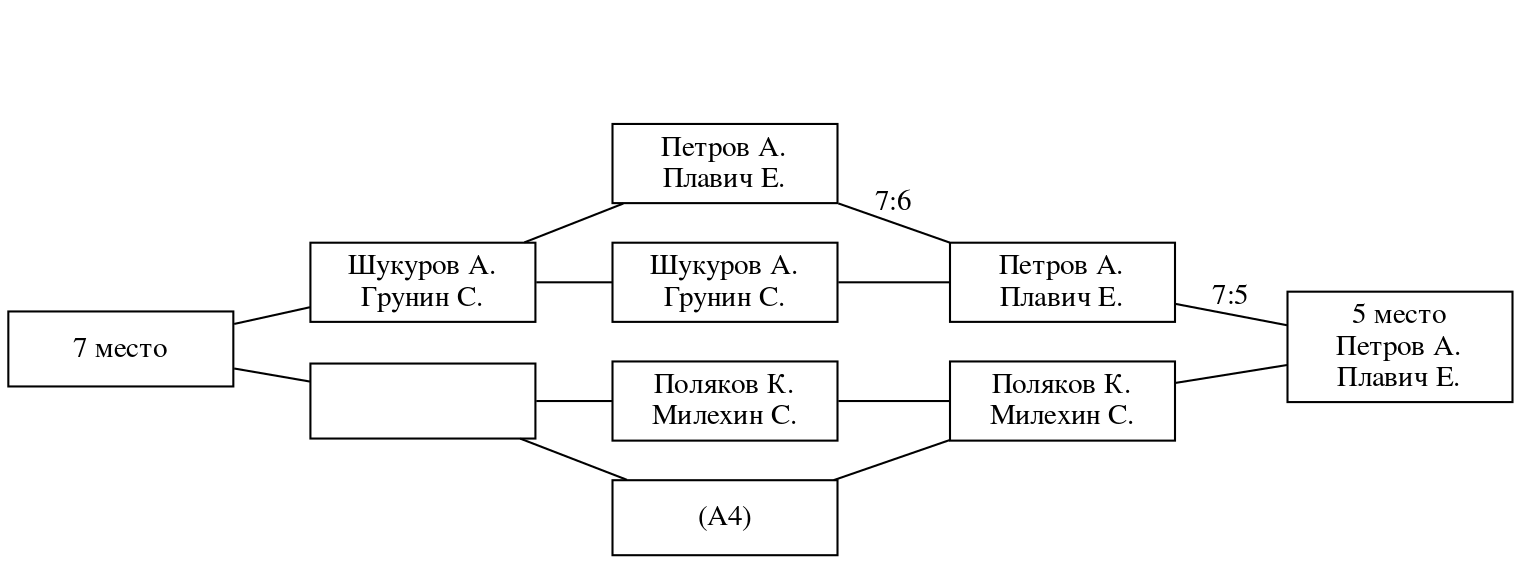 Петров А.
Плавич Е.
7:6
Шукуров А.
Грунин С.
Шукуров А.
Грунин С.
Петров А.
Плавич Е.
7:5
7 место
5 место
Петров А.
Плавич Е.
Поляков К.
Милехин С.
Поляков К.
Милехин С.
(A4)